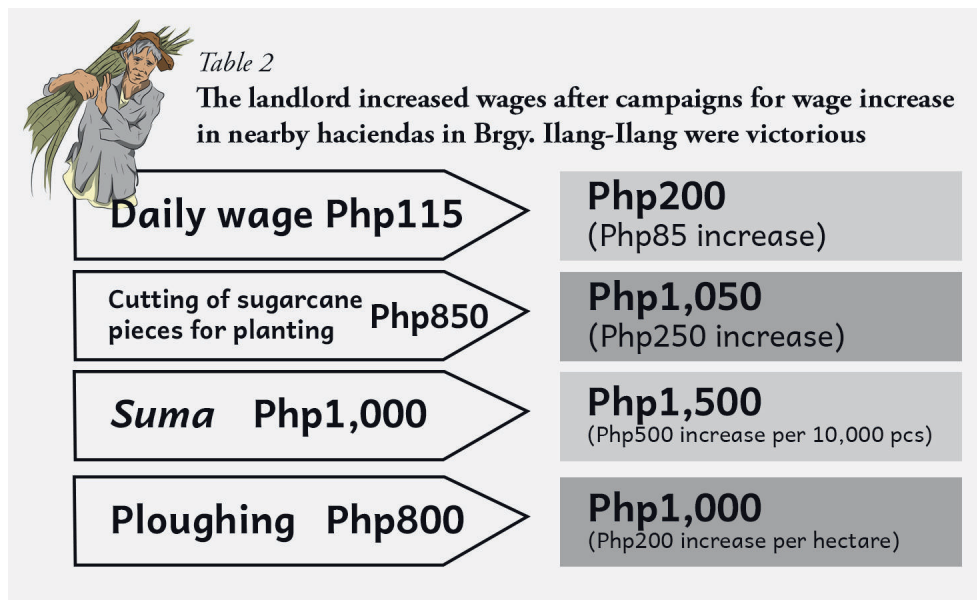 Table 2
The landlord increased wages after campaigns for wage increase
in nearby haciendas in Brgy. Ilang-Ilang were victorious
Daily wage Php115
Php200
(Php85 increase)
Cutting of sugarcane
pieces for planting
Php850
Php1,050
(Php250 increase)
Suma Php1,000
Php1,500
(Php500 increase per 10,000 pcs)
Ploughing Php800
Php1,000
(Php200 increase per hectare)